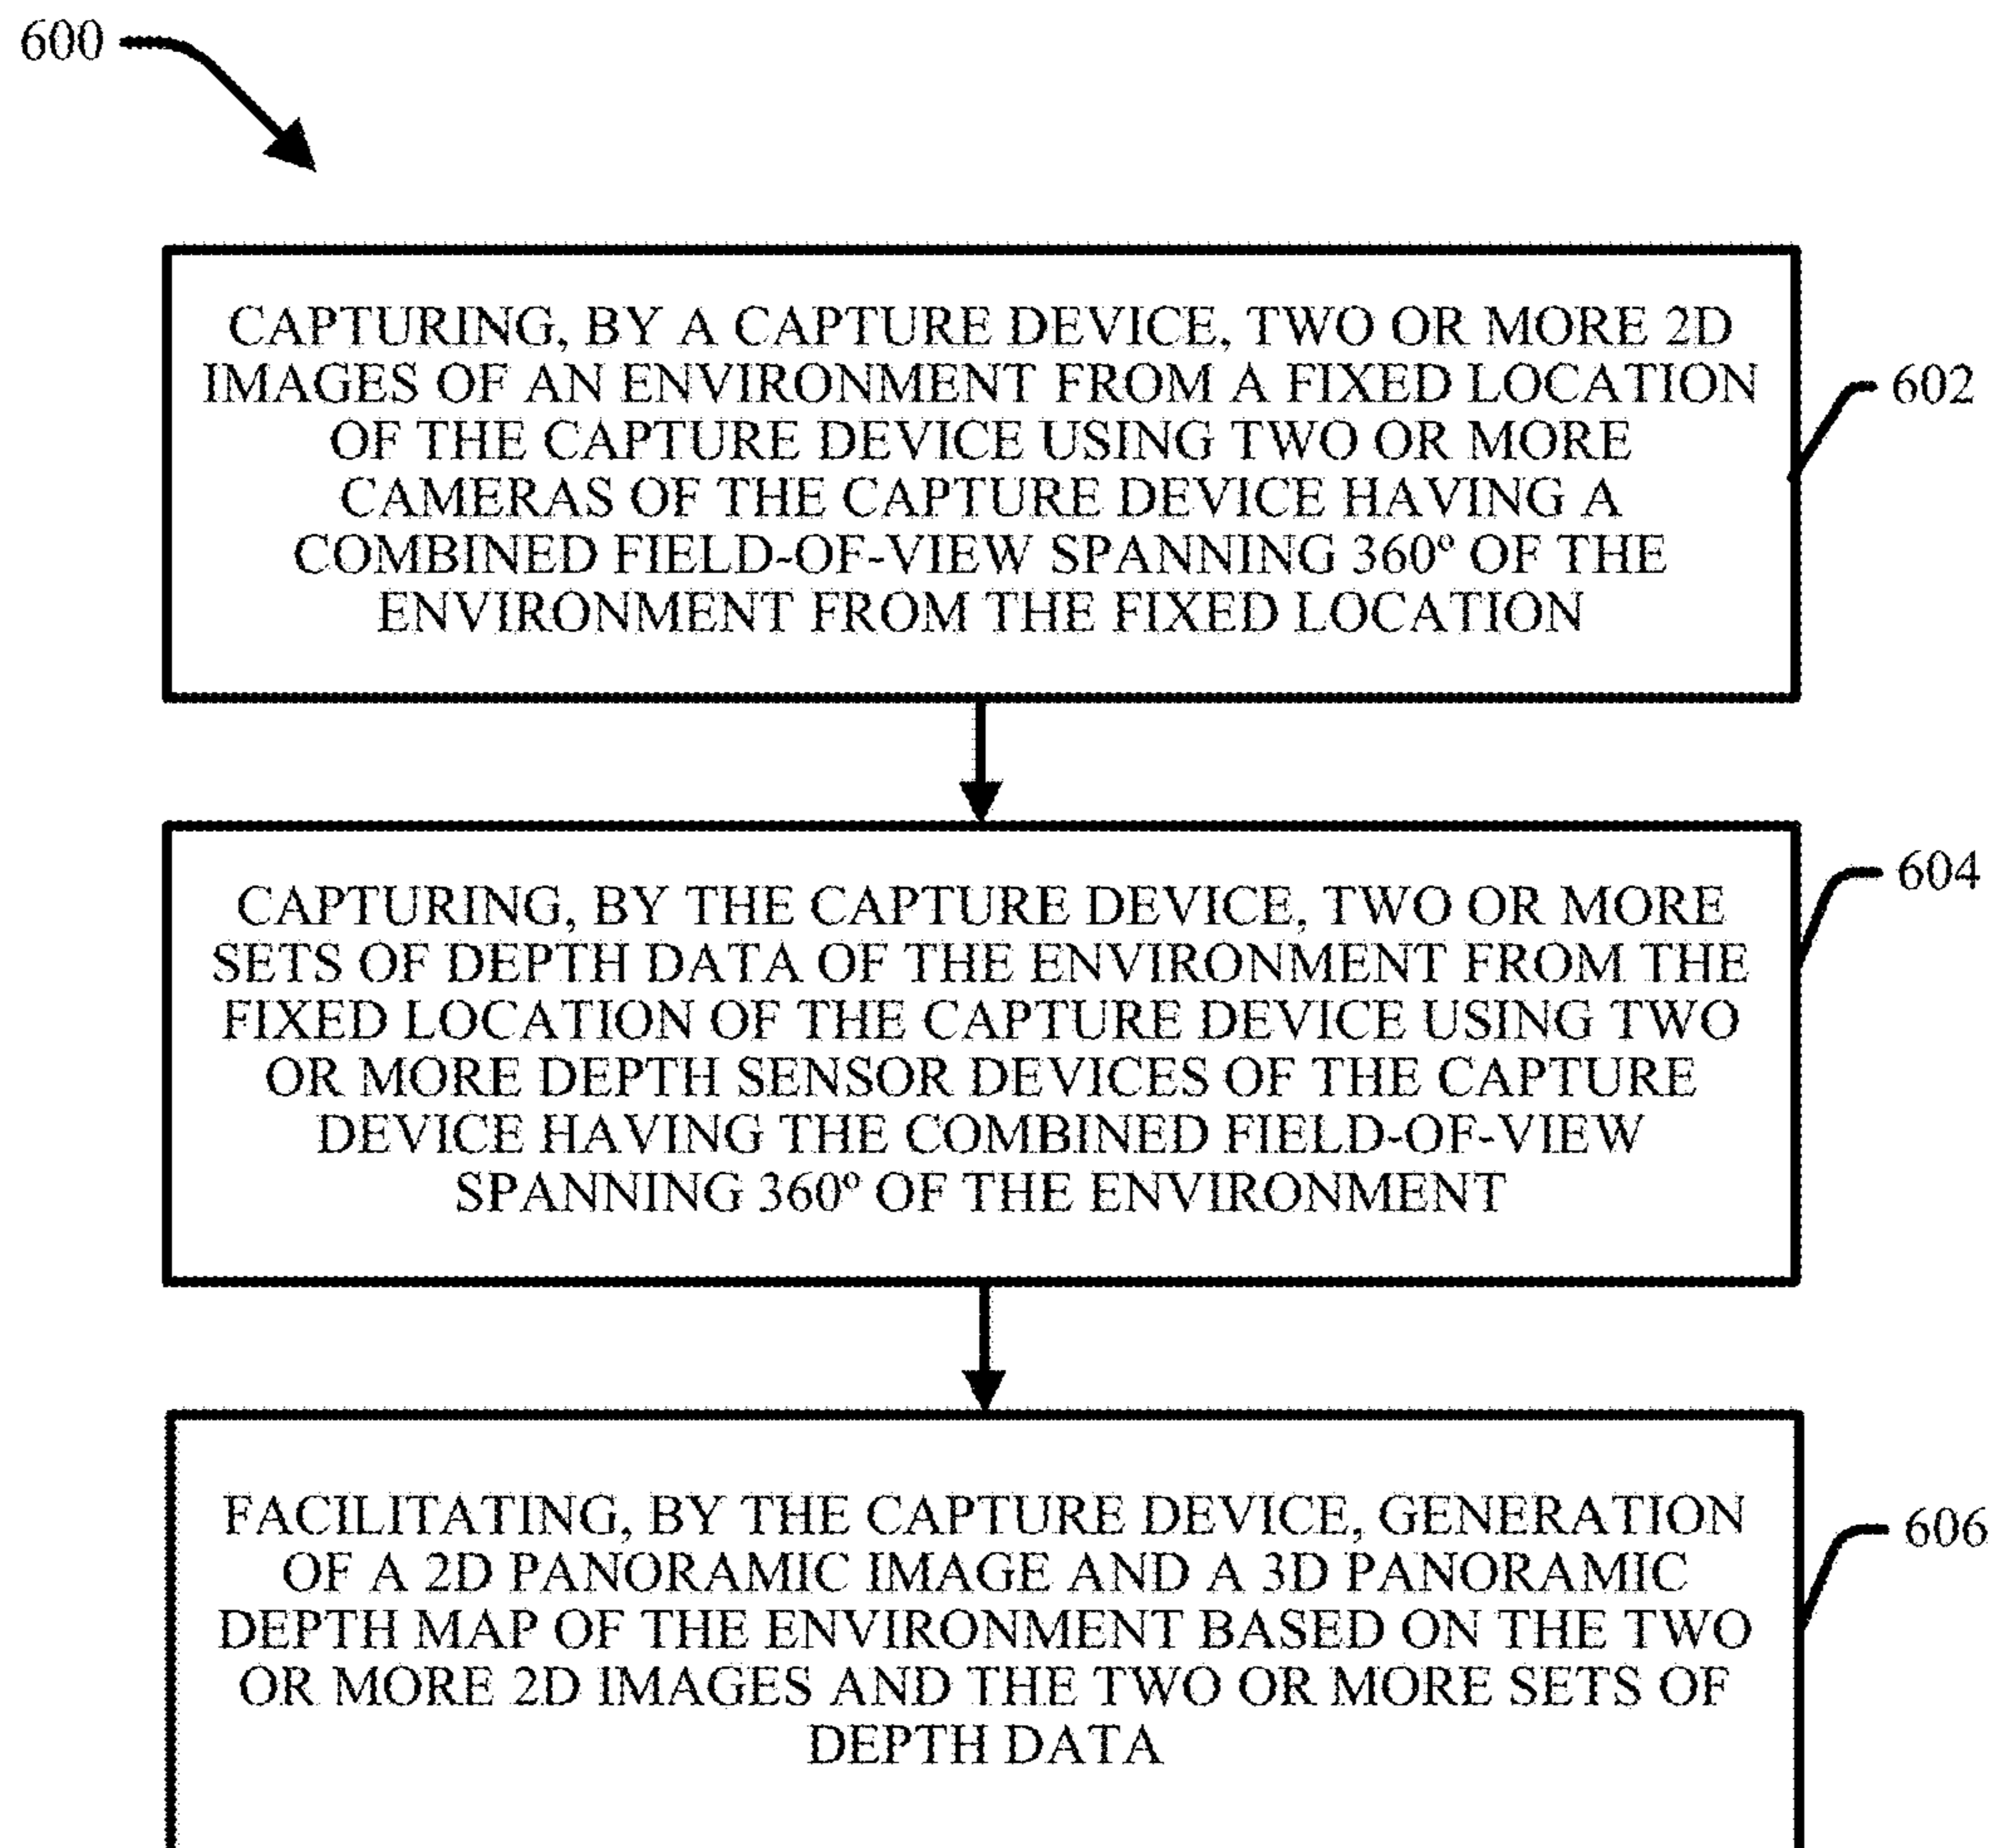 600
CAPTURING, BY A CAPTURE DEVICE, TWO OR MORE 2D
IMAGES OF AN ENVIRONMENT FROM A FIXED LOCATION
OF THE CAPTURE DEVICE USING TWO OR MORE
CAMERAS OF THE CAPTURE DEVICE HAVING A
COMBINED FIELD-OF-VIEW SPANNING 360º OF THE
ENVIRONMENT FROM THE FIXED LOCATION
602
CAPTURING, BY THE CAPTURE DEVICE, TWO OR MORE
SETS OF DEPTH DATA OF THE ENVIRONMENT FROM THE
FIXED LOCATION OF THE CAPTURE DEVICE USING TWO
OR MORE DEPTH SENSOR DEVICES OF THE CAPTURE
DEVICE HAVING THE COMBINED FIELD-OF-VIEW
SPANNING 360º OF THE ENVIRONMENT
604
FACILITATING, BY THE CAPTURE DEVICE, GENERATION
OF A 2D PANORAMIC IMAGE AND A 3D PANORAMIC
DEPTH MAP OF THE ENVIRONMENT BASED ON THE TWO
OR MORE 2D IMAGES AND THE TWO OR MORE SETS OF
DEPTH DATA
606